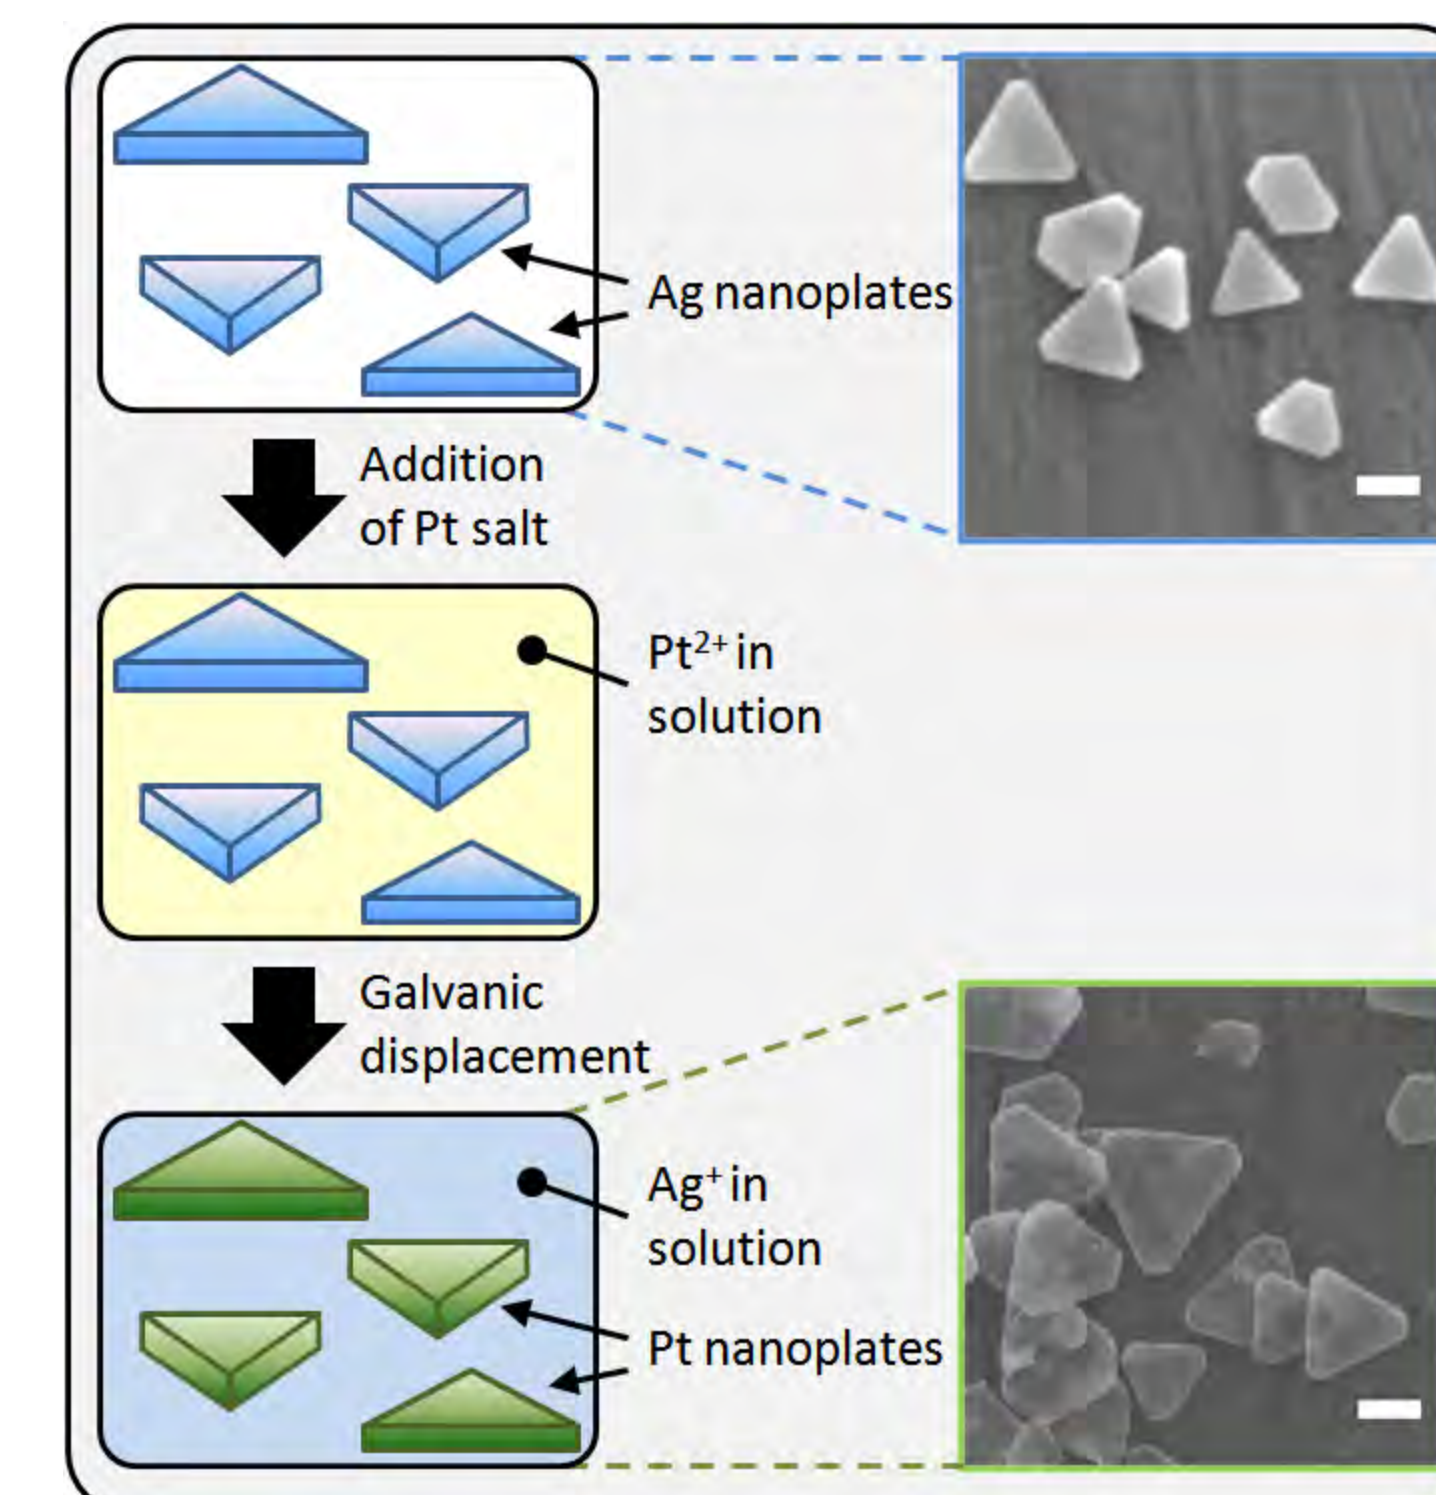 Ag nanoplates
Addition
of Pt salt
Pt²⁺ in
solution
Galvanic
displacement
Ag⁺ in
solution
Pt nanoplates